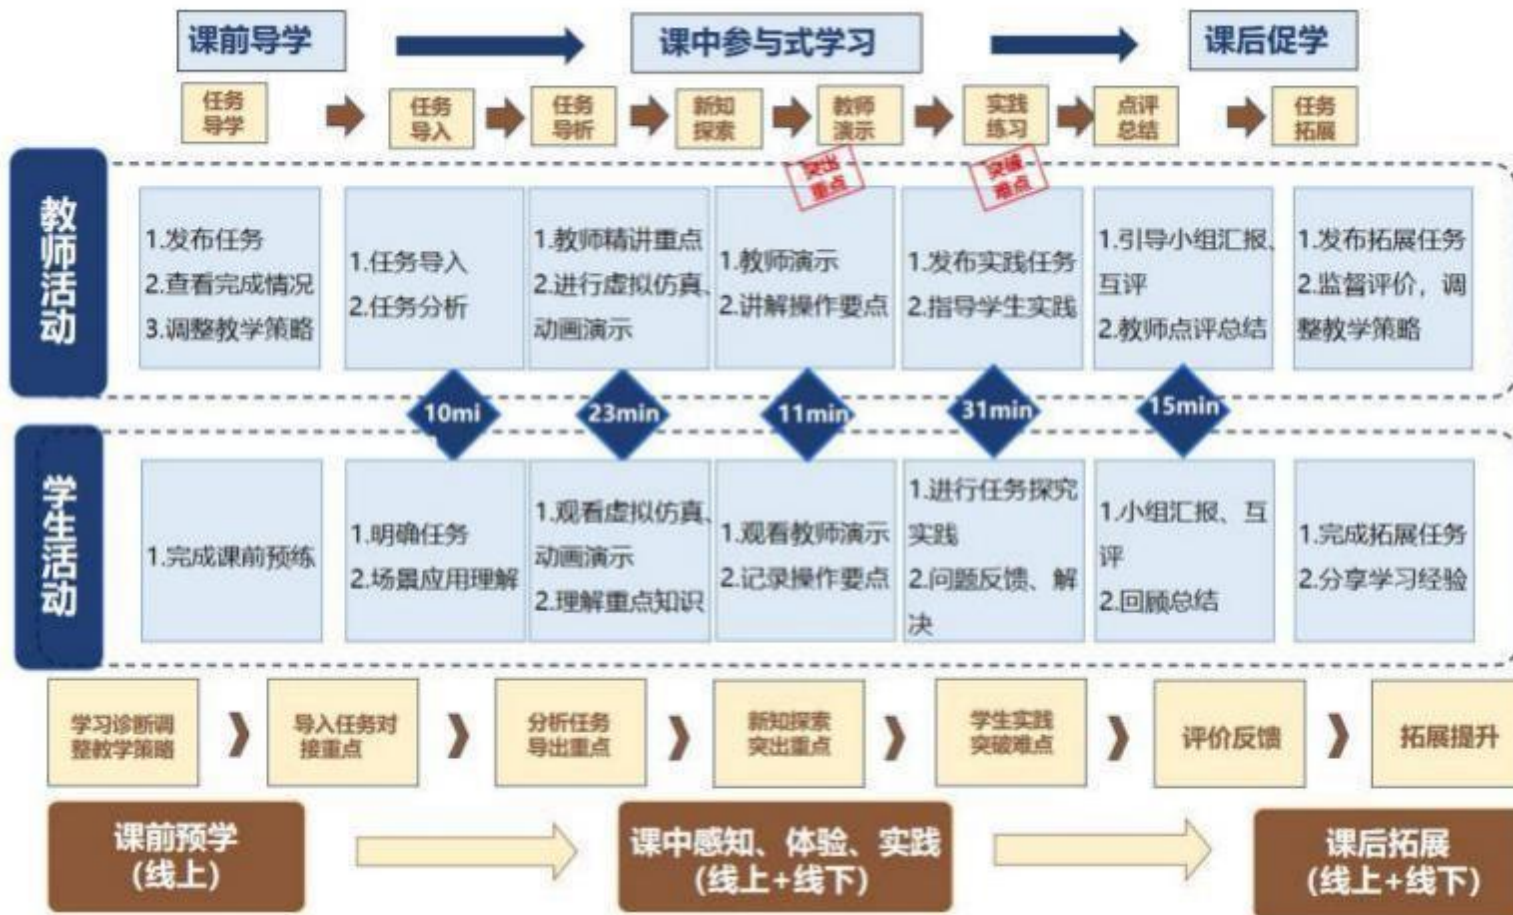 课前导学
课中参与式学习
课后促学
任务
导学
任务
导入
任务
导析
新知
探索
教师
演示
实践
练习
点评
总结
任务
拓展
突出
重点
突破
难点
教师活动
1.发布任务
2.查看完成情况
3.调整教学策略
1.任务导入
2.任务分析
1.教师精讲重点
2.进行虚拟仿真、
动画演示
1.教师演示
2.讲解操作要点
1.发布实践任务
2.指导学生实践
1.引导小组汇报、
互评
2.教师点评总结
1.发布拓展任务
2.监督评价，调
整教学策略
10mi
23min
11min
31min
15min
学生活动
1.完成课前预练
1.明确任务
2.场景应用理解
1.观看虚拟仿真、
动画演示
2.理解重点知识
1.观看教师演示
2.记录操作要点
1.进行任务探究
实践
2.问题反馈、解
决
1.小组汇报、互
评
2.回顾总结
1.完成拓展任务
2.分享学习经验
学习诊断调
整教学策略
导入任务对
接重点
分析任务
导出重点
新知探索
突出重点
学生实践
突破难点
评价反馈
拓展提升
课前预学
(线上)
课中感知、体验、实践
(线上+线下)
课后拓展
(线上+线下)